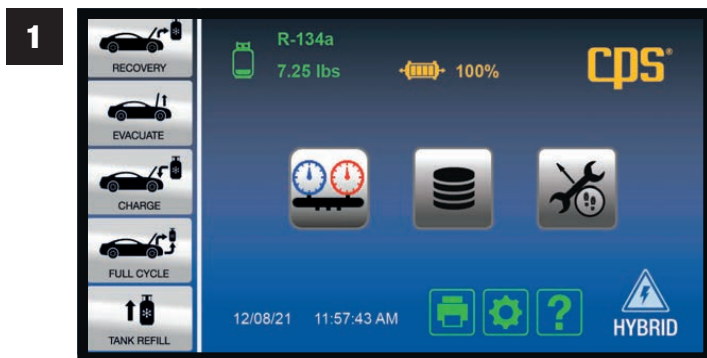 1
RECOVERY
EVACUATE
CHARGE
FULL CYCLE
TANK REFILL
R-134a
7.25 lbs
100%
cps®
12/08/21 11:57:43 AM
?
HYBRID